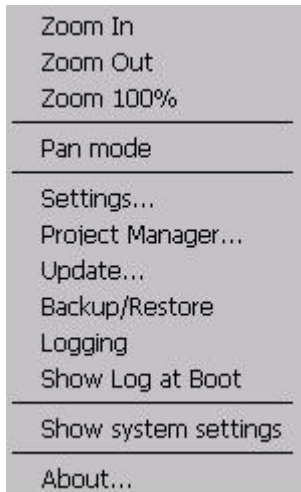 Zoom In
Zoom Out
Zoom 100%
Pan mode
Settings...
Project Manager...
Update...
Backup/Restore
Logging
Show Log at Boot
Show system settings
About...